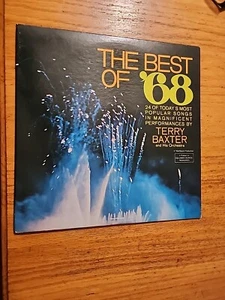 THE BEST
OF '68
24 OF TODAY'S MOST
POPULAR SONGS
IN MAGNIFICENT
PERFORMANCES BY
TERRY
BAXTER
and His Orchestra